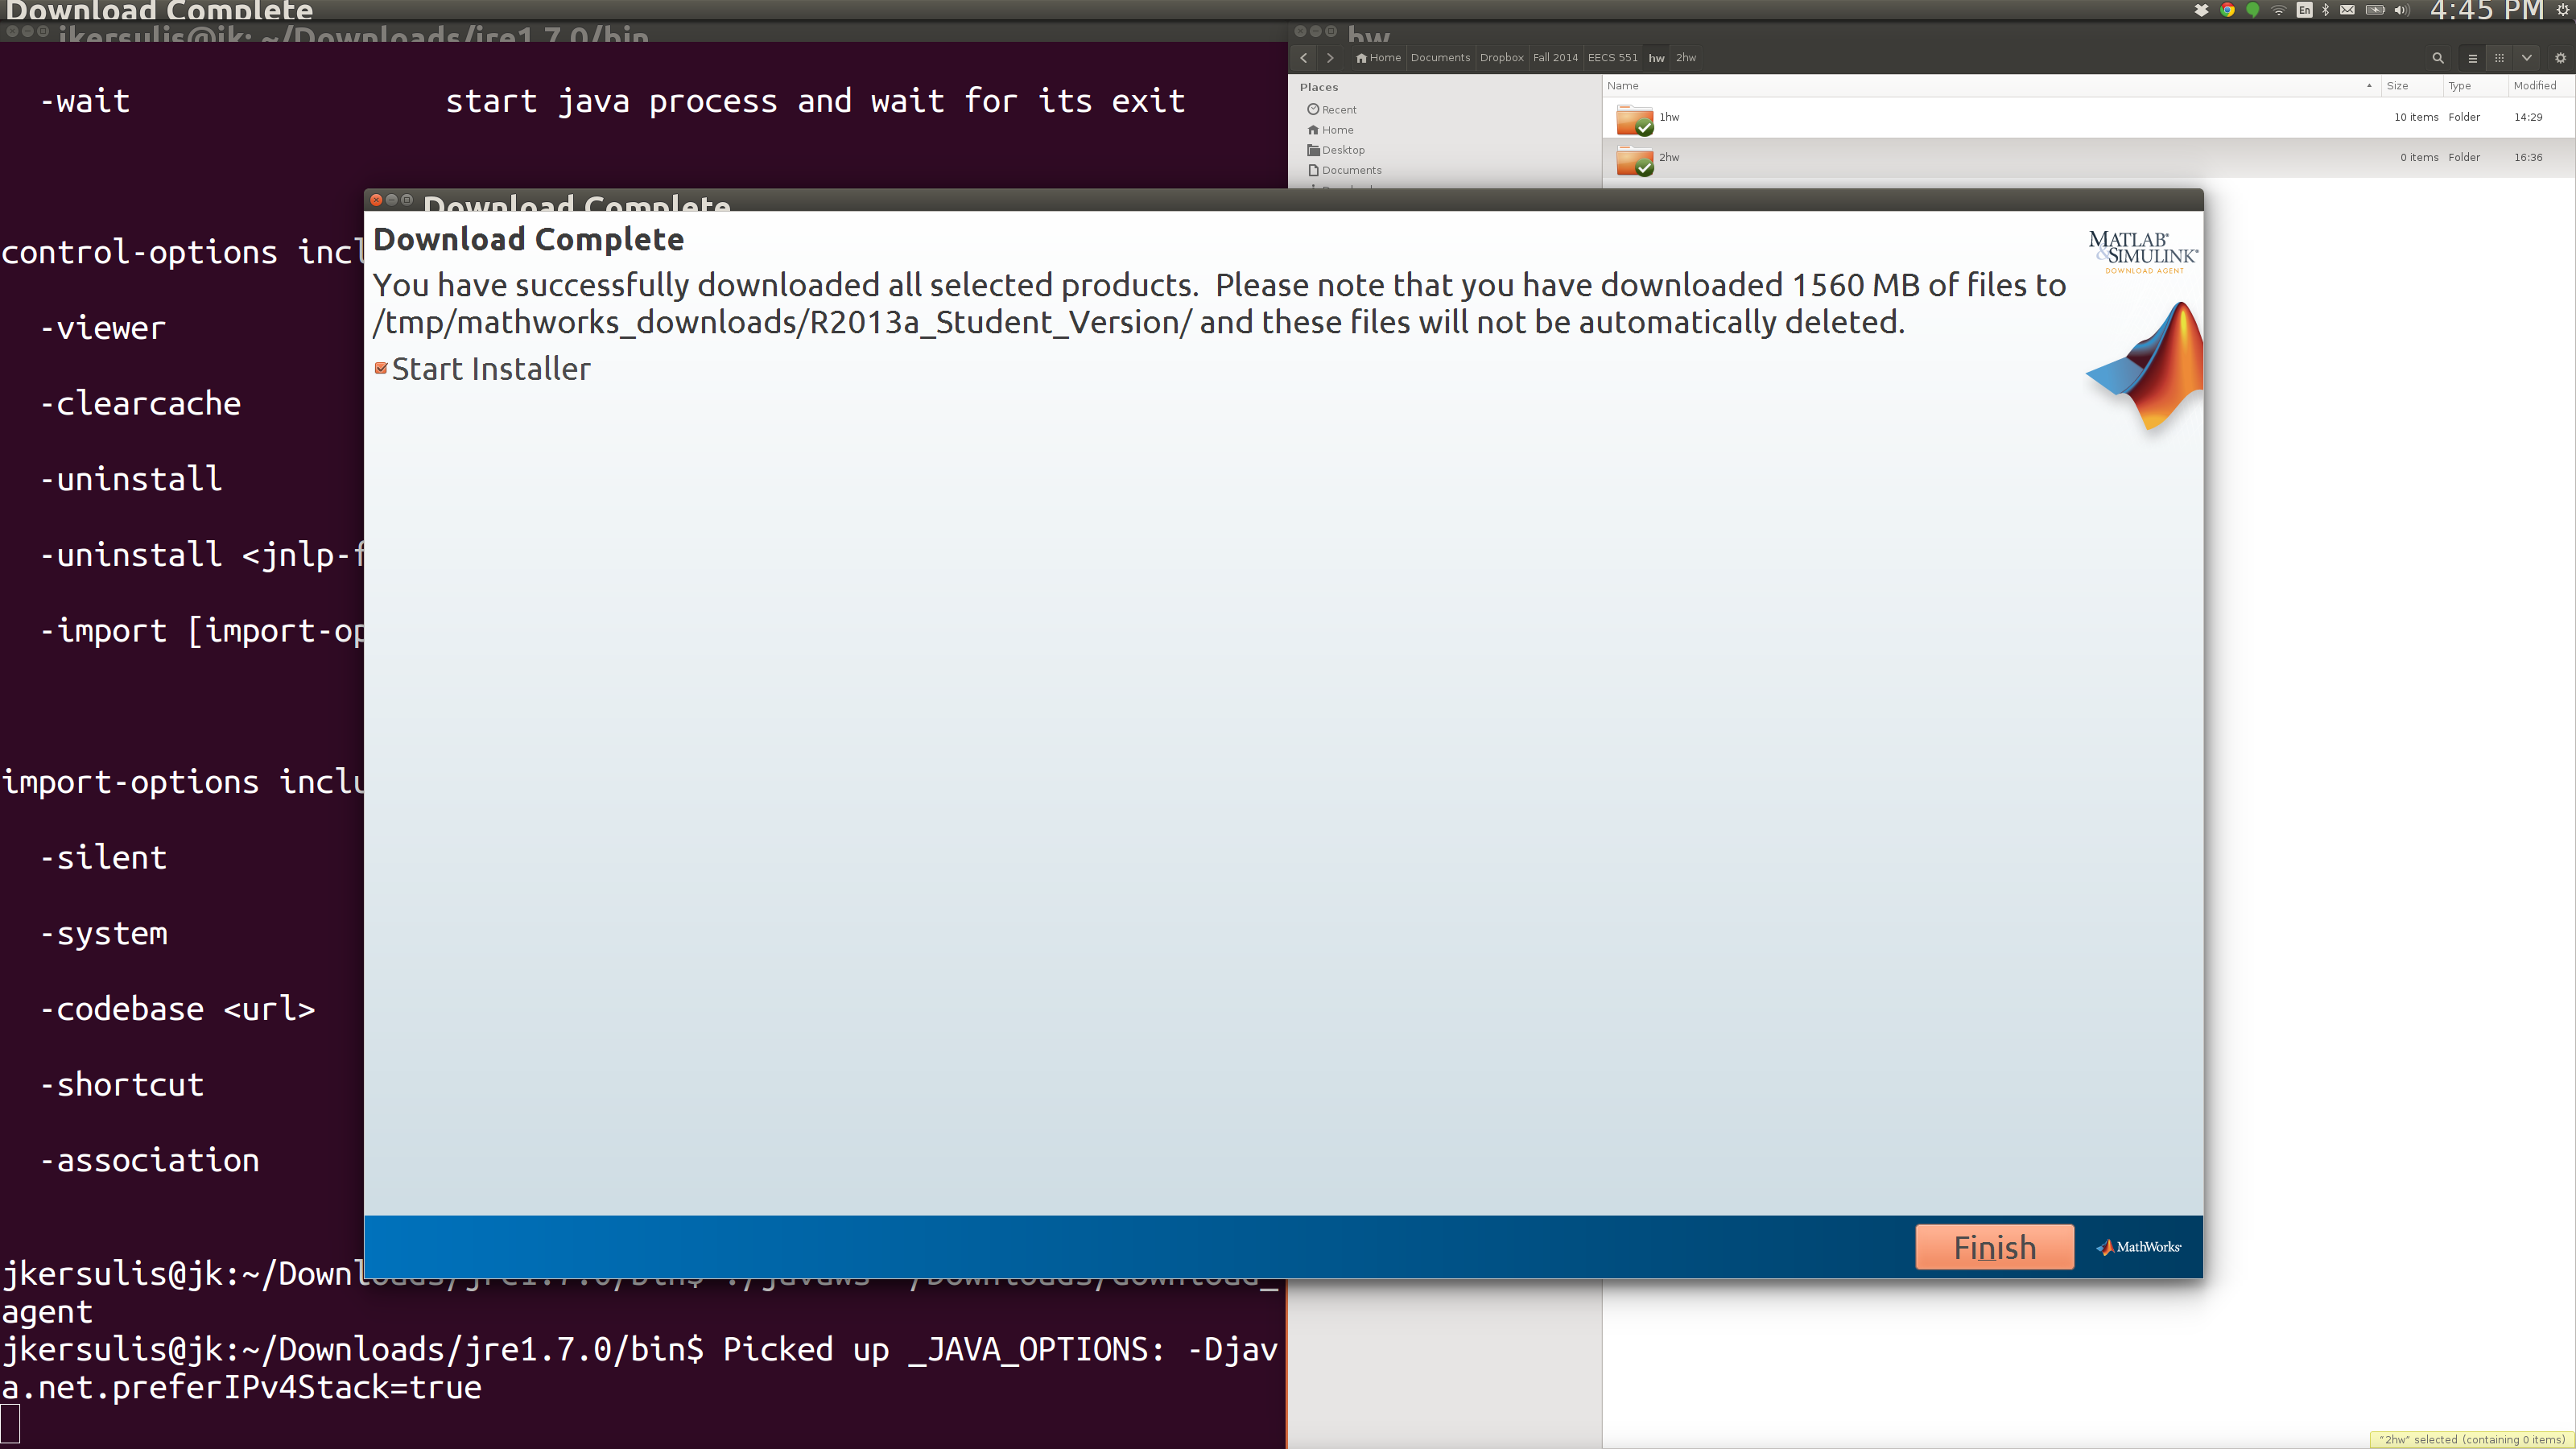 Download Complete
En
4:45 PM
jkersulis@jk: ~/Downloads/jre1.7.0/bin
-wait start java process and wait for its exit
control-options incl
-viewer
-clearcache
-uninstall
-uninstall <jnlp-f
-import [import-op
import-options inclu
-silent
-system
-codebase <url>
-shortcut
-association
jkersulis@jk:~/Downloads/jre1.7.0/bin$ ./javaws ~/Downloads/download_
agent
jkersulis@jk:~/Downloads/jre1.7.0/bin$ Picked up _JAVA_OPTIONS: -Djav
a.net.preferIPv4Stack=true
hw
Home Documents Dropbox Fall 2014 EECS 551 hw 2hw
Places
Recent
Home
Desktop
Documents
Name Size Type Modified
1hw 10 items Folder 14:29
2hw 0 items Folder 16:36
Download Complete
Download Complete
You have successfully downloaded all selected products. Please note that you have downloaded 1560 MB of files to
/tmp/mathworks_downloads/R2013a_Student_Version/ and these files will not be automatically deleted.
Start Installer
MATLAB®
&SIMULINK®
DOWNLOAD AGENT
Finish
MathWorks®
"2hw" selected (containing 0 items)